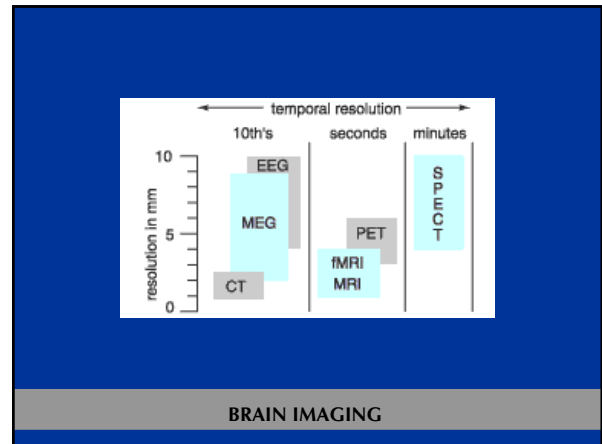 temporal resolution
10th's seconds minutes
resolution in mm
10
5
0
EEG
MEG
CT
PET
fMRI
MRI
SPECT
BRAIN IMAGING